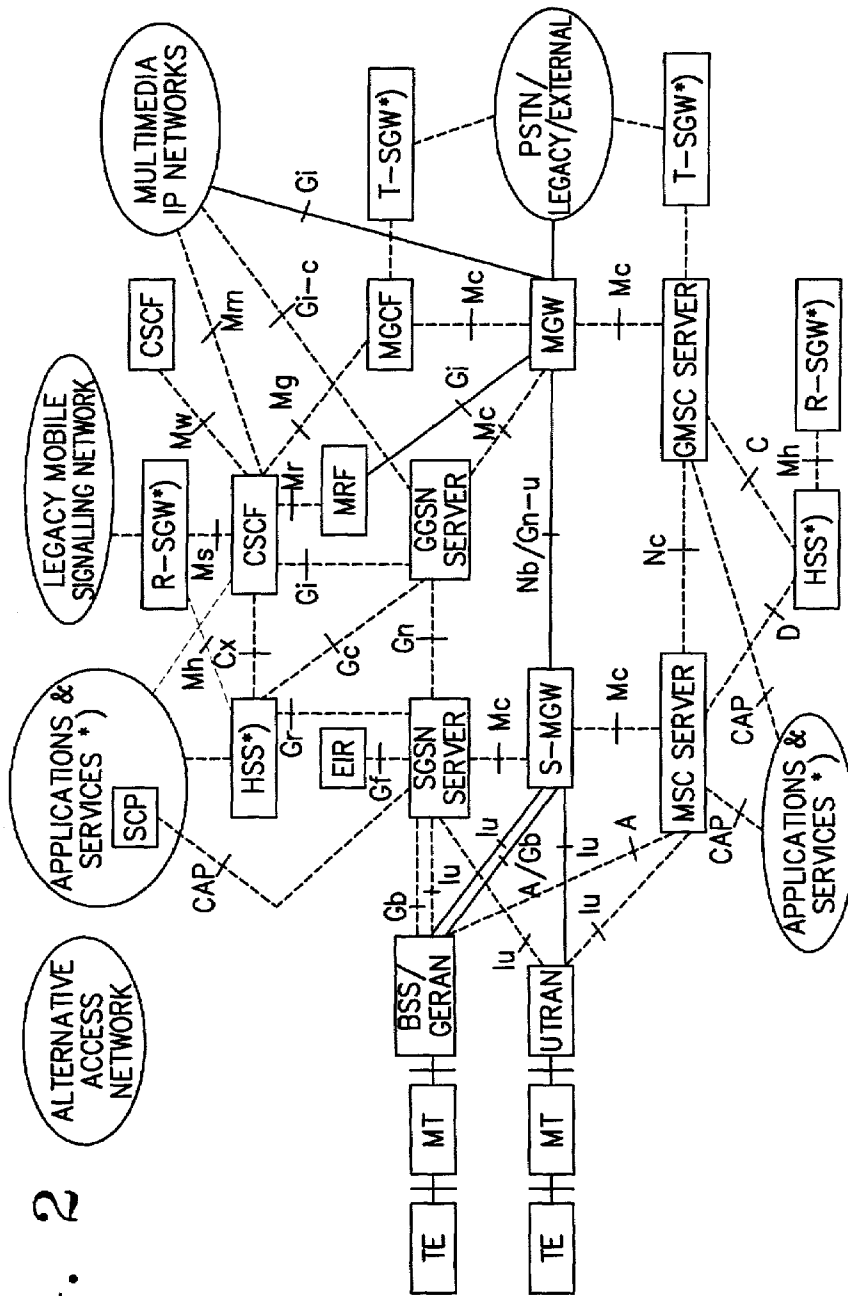 . 2
ALTERNATIVE
ACCESS
NETWORK
APPLICATIONS &
SERVICES *)
SCP
LEGACY MOBILE
SIGNALLING NETWORK
MULTIMEDIA
IP NETWORKS
CAP
Mh
R-SGW*)
Ms
Mw
CSCF
Mm
Gi
HSS*)
Cx
CSCF
Mr
Mg
Gi-c
Gr
Gc
Gi
MRF
MGCF
T-SGW*)
EIR
Gf
Gb
Iu
SGSN
SERVER
Gn
GGSN
SERVER
Gi
Mc
Mc
TE
MT
BSS/
GERAN
Iu
A/Gb
Mc
S-MGW
Nb/Gn-u
MGW
PSTN/
LEGACY/EXTERNAL
TE
MT
UTRAN
Iu
Iu
Iu
A
Mc
Mc
MSC SERVER
Nc
GMSC SERVER
T-SGW*)
CAP
CAP
D
C
HSS*)
Mh
R-SGW*)
APPLICATIONS &
SERVICES *)